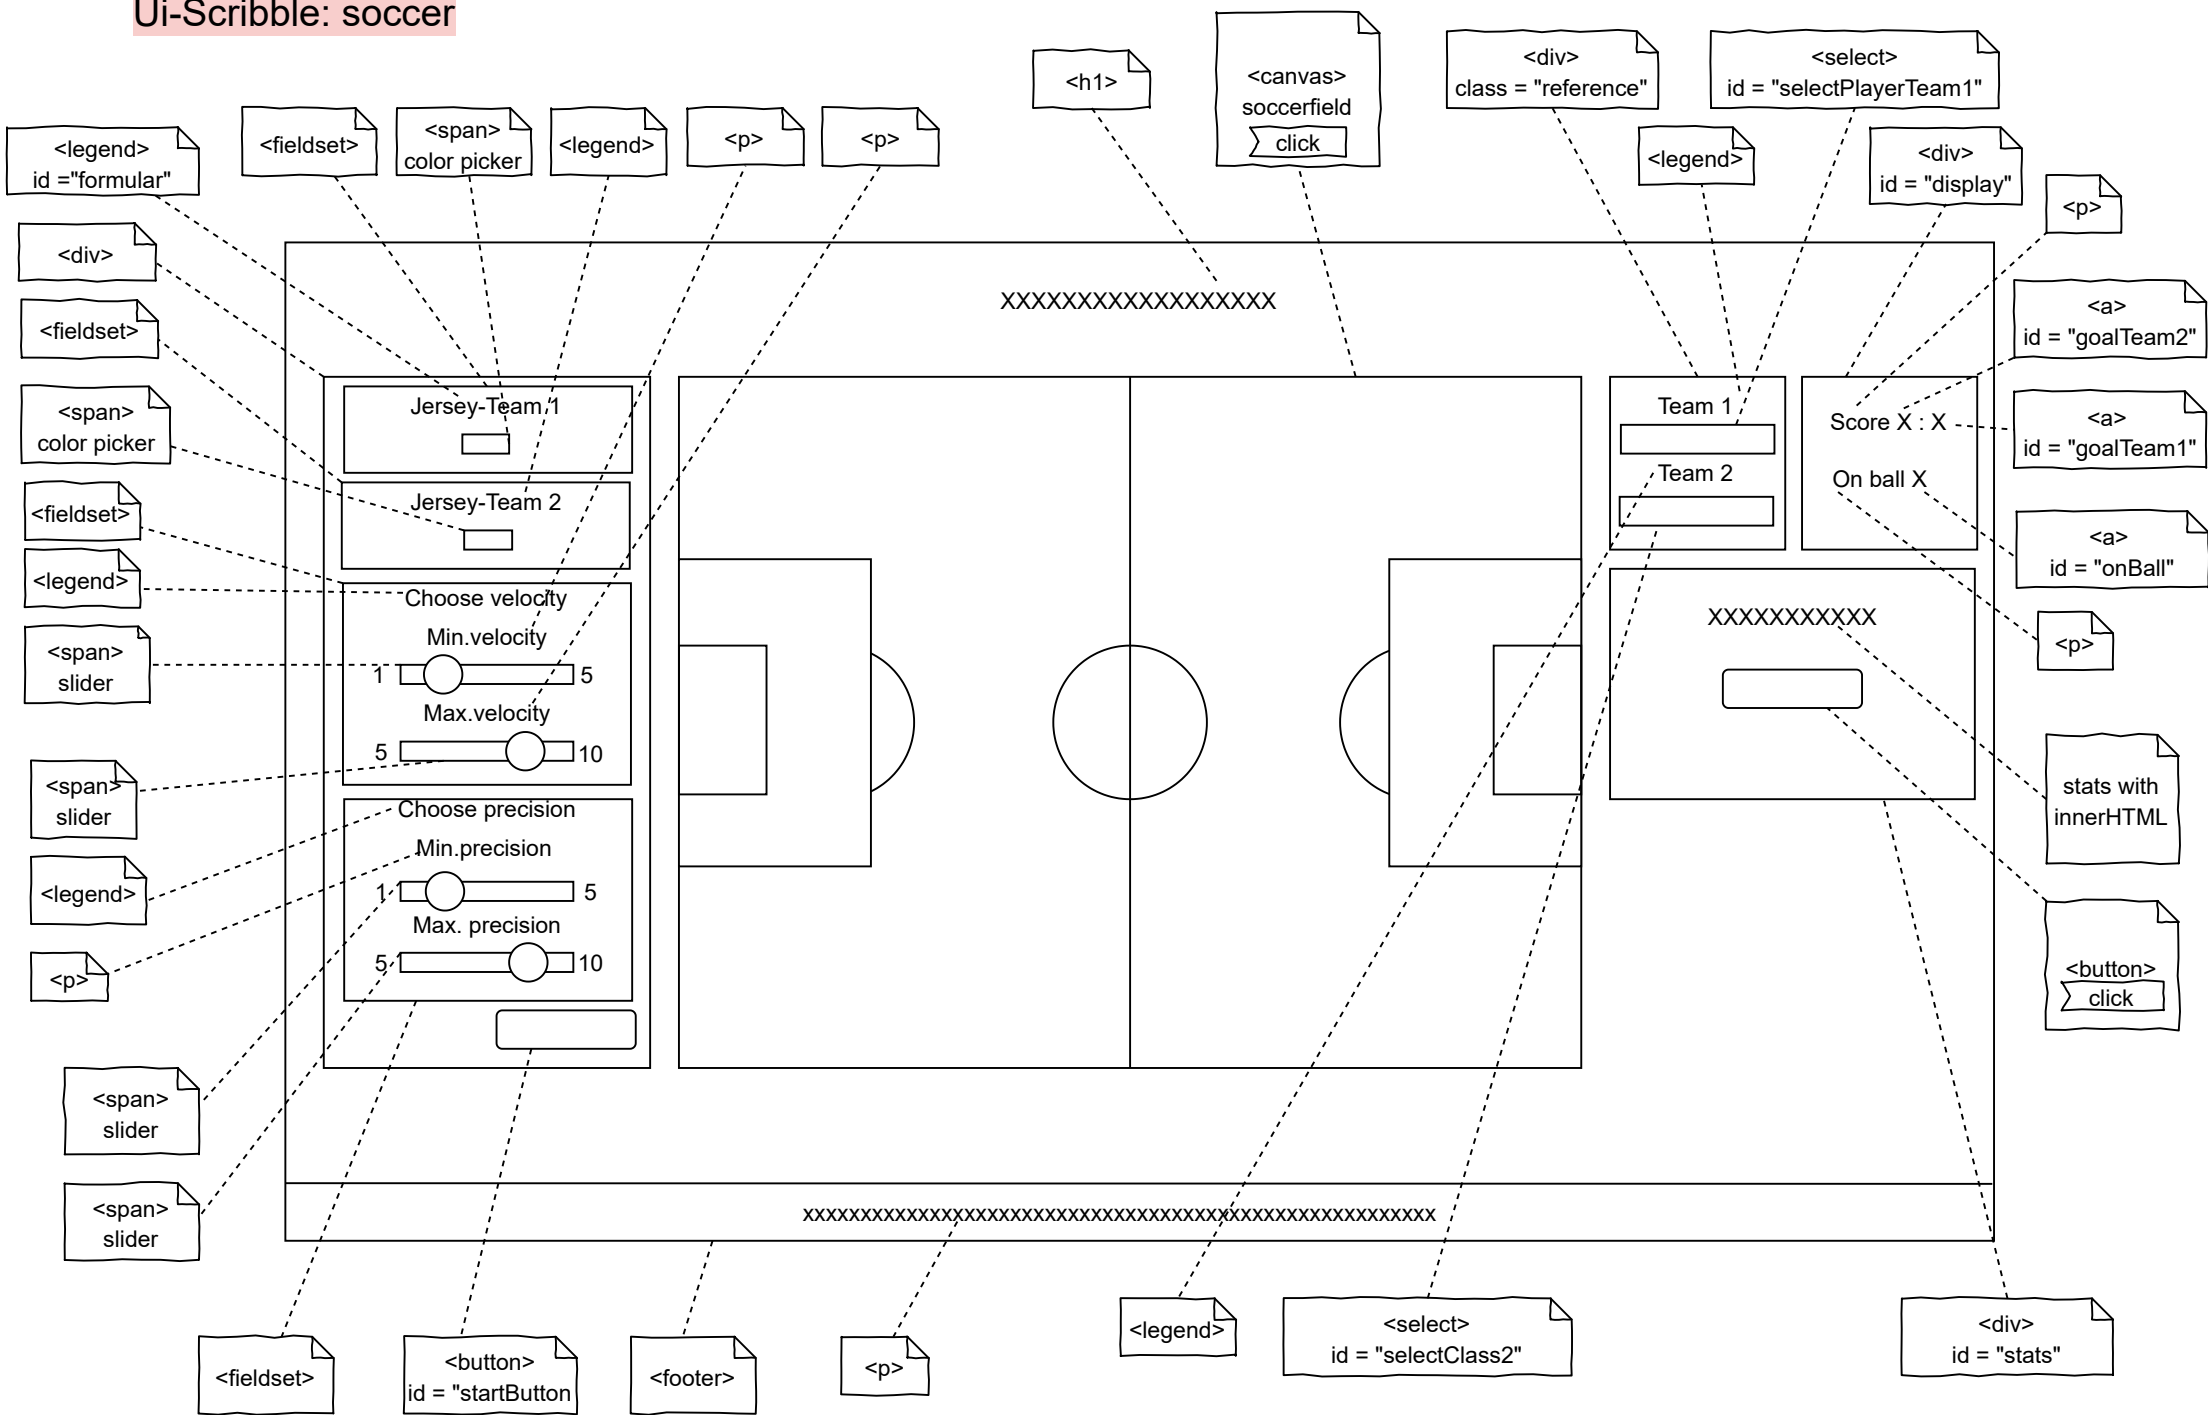 Ui-Scribble: soccer
<h1>
<canvas>
soccerfield
click
<div>
class = "reference"
<select>
id = "selectPlayerTeam1"
<legend>
id ="formular"
<fieldset>
<span>
color picker
<legend>
<p>
<p>
<legend>
<div>
id = "display"
<p>
<div>
<fieldset>
<span>
color picker
<fieldset>
<legend>
<span>
slider
<span>
slider
<legend>
<p>
<span>
slider
<span>
slider
XXXXXXXXXXXXXXXXXX
Jersey-Team 1
Jersey-Team 2
Choose velocity
Min.velocity
1
5
Max.velocity
5
10
Choose precision
Min.precision
1
5
Max. precision
5
10
Team 1
Team 2
Score X : X
On ball X
XXXXXXXXXXX
<a>
id = "goalTeam2"
<a>
id = "goalTeam1"
<a>
id = "onBall"
<p>
stats with
innerHTML
<button>
click
xxxxxxxxxxxxxxxxxxxxxxxxxxxxxxxxxxxxxxxxxxxxxxxxxxxxxx
<fieldset>
<button>
id = "startButton
<footer>
<p>
<legend>
<select>
id = "selectClass2"
<div>
id = "stats"